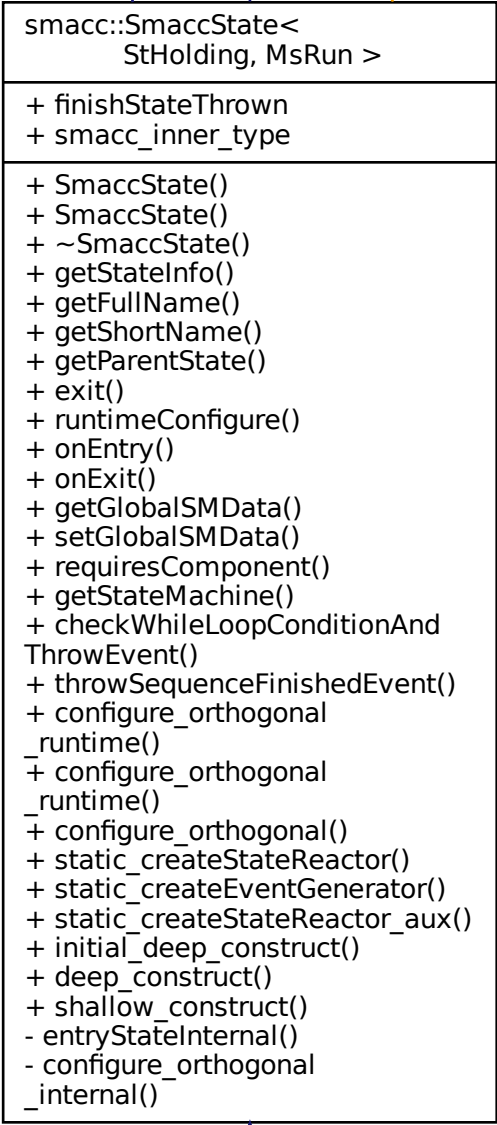 smacc::SmaccState<
StHolding, MsRun >
+ finishStateThrown
+ smacc_inner_type
+ SmaccState()
+ SmaccState()
+ ~SmaccState()
+ getStateInfo()
+ getFullName()
+ getShortName()
+ getParentState()
+ exit()
+ runtimeConfigure()
+ onEntry()
+ onExit()
+ getGlobalSMData()
+ setGlobalSMData()
+ requiresComponent()
+ getStateMachine()
+ checkWhileLoopConditionAnd
ThrowEvent()
+ throwSequenceFinishedEvent()
+ configure_orthogonal
_runtime()
+ configure_orthogonal
_runtime()
+ configure_orthogonal()
+ static_createStateReactor()
+ static_createEventGenerator()
+ static_createStateReactor_aux()
+ initial_deep_construct()
+ deep_construct()
+ shallow_construct()
- entryStateInternal()
- configure_orthogonal
_internal()